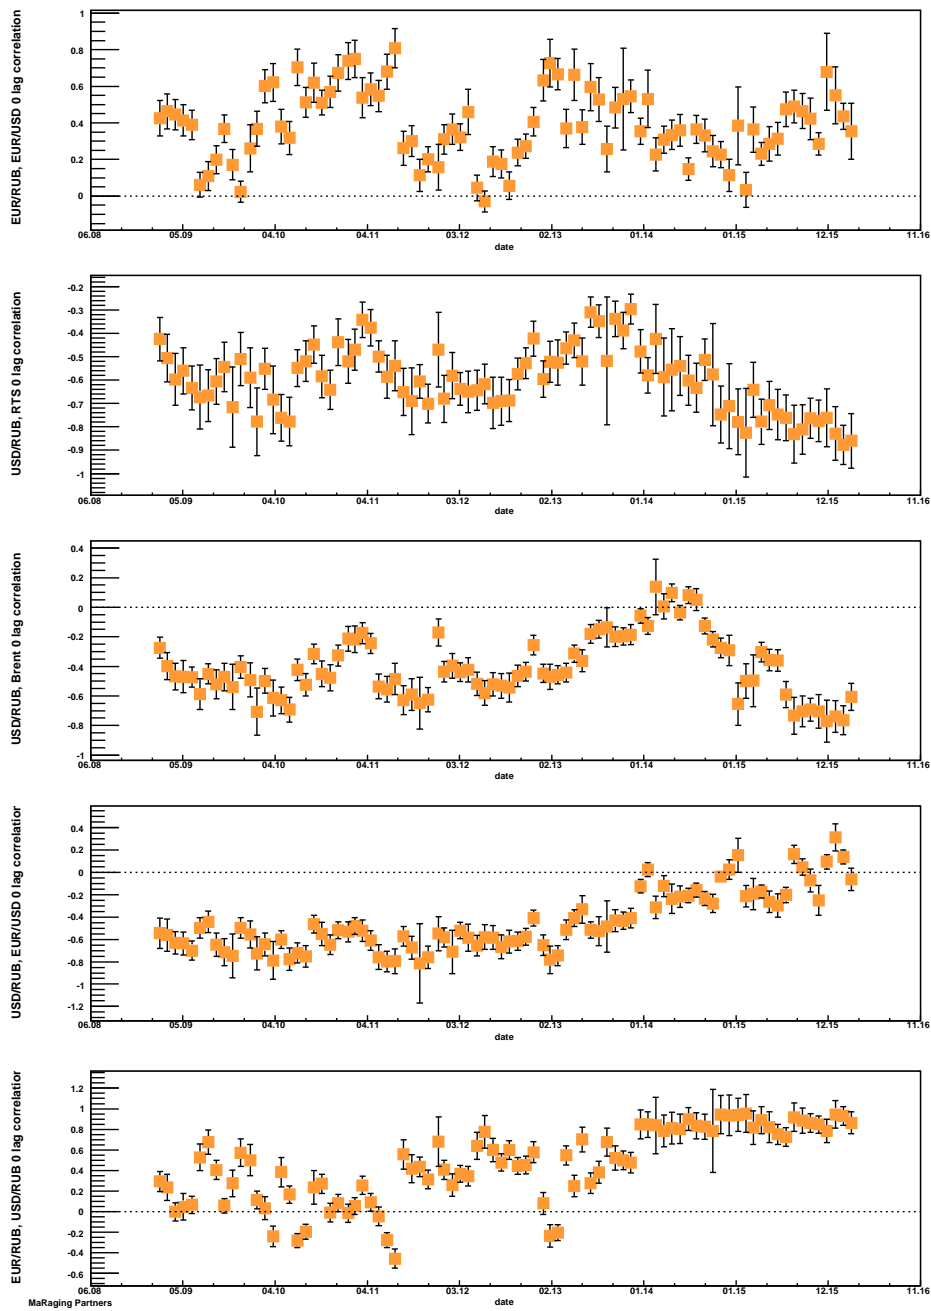 EUR/RUB, EUR/USD 0 lag correlation
1
0.8
0.6
0.4
0.2
0
06.08 05.09 04.10 04.11 03.12 02.13 01.14 01.15 12.15 11.16
date
USD/RUB, RTS 0 lag correlation
-0.2
-0.3
-0.4
-0.5
-0.6
-0.7
-0.8
-0.9
-1
06.08 05.09 04.10 04.11 03.12 02.13 01.14 01.15 12.15 11.16
date
USD/RUB, Brent 0 lag correlation
0.4
0.2
0
-0.2
-0.4
-0.6
-0.8
-1
06.08 05.09 04.10 04.11 03.12 02.13 01.14 01.15 12.15 11.16
date
USD/RUB, EUR/USD 0 lag correlatior
0.4
0.2
0
-0.2
-0.4
-0.6
-0.8
-1
-1.2
06.08 05.09 04.10 04.11 03.12 02.13 01.14 01.15 12.15 11.16
date
EUR/RUB, USD/RUB 0 lag correlatior
1.2
1
0.8
0.6
0.4
0.2
0
-0.2
-0.4
-0.6
06.08 05.09 04.10 04.11 03.12 02.13 01.14 01.15 12.15 11.16
date
MaRaging Partners